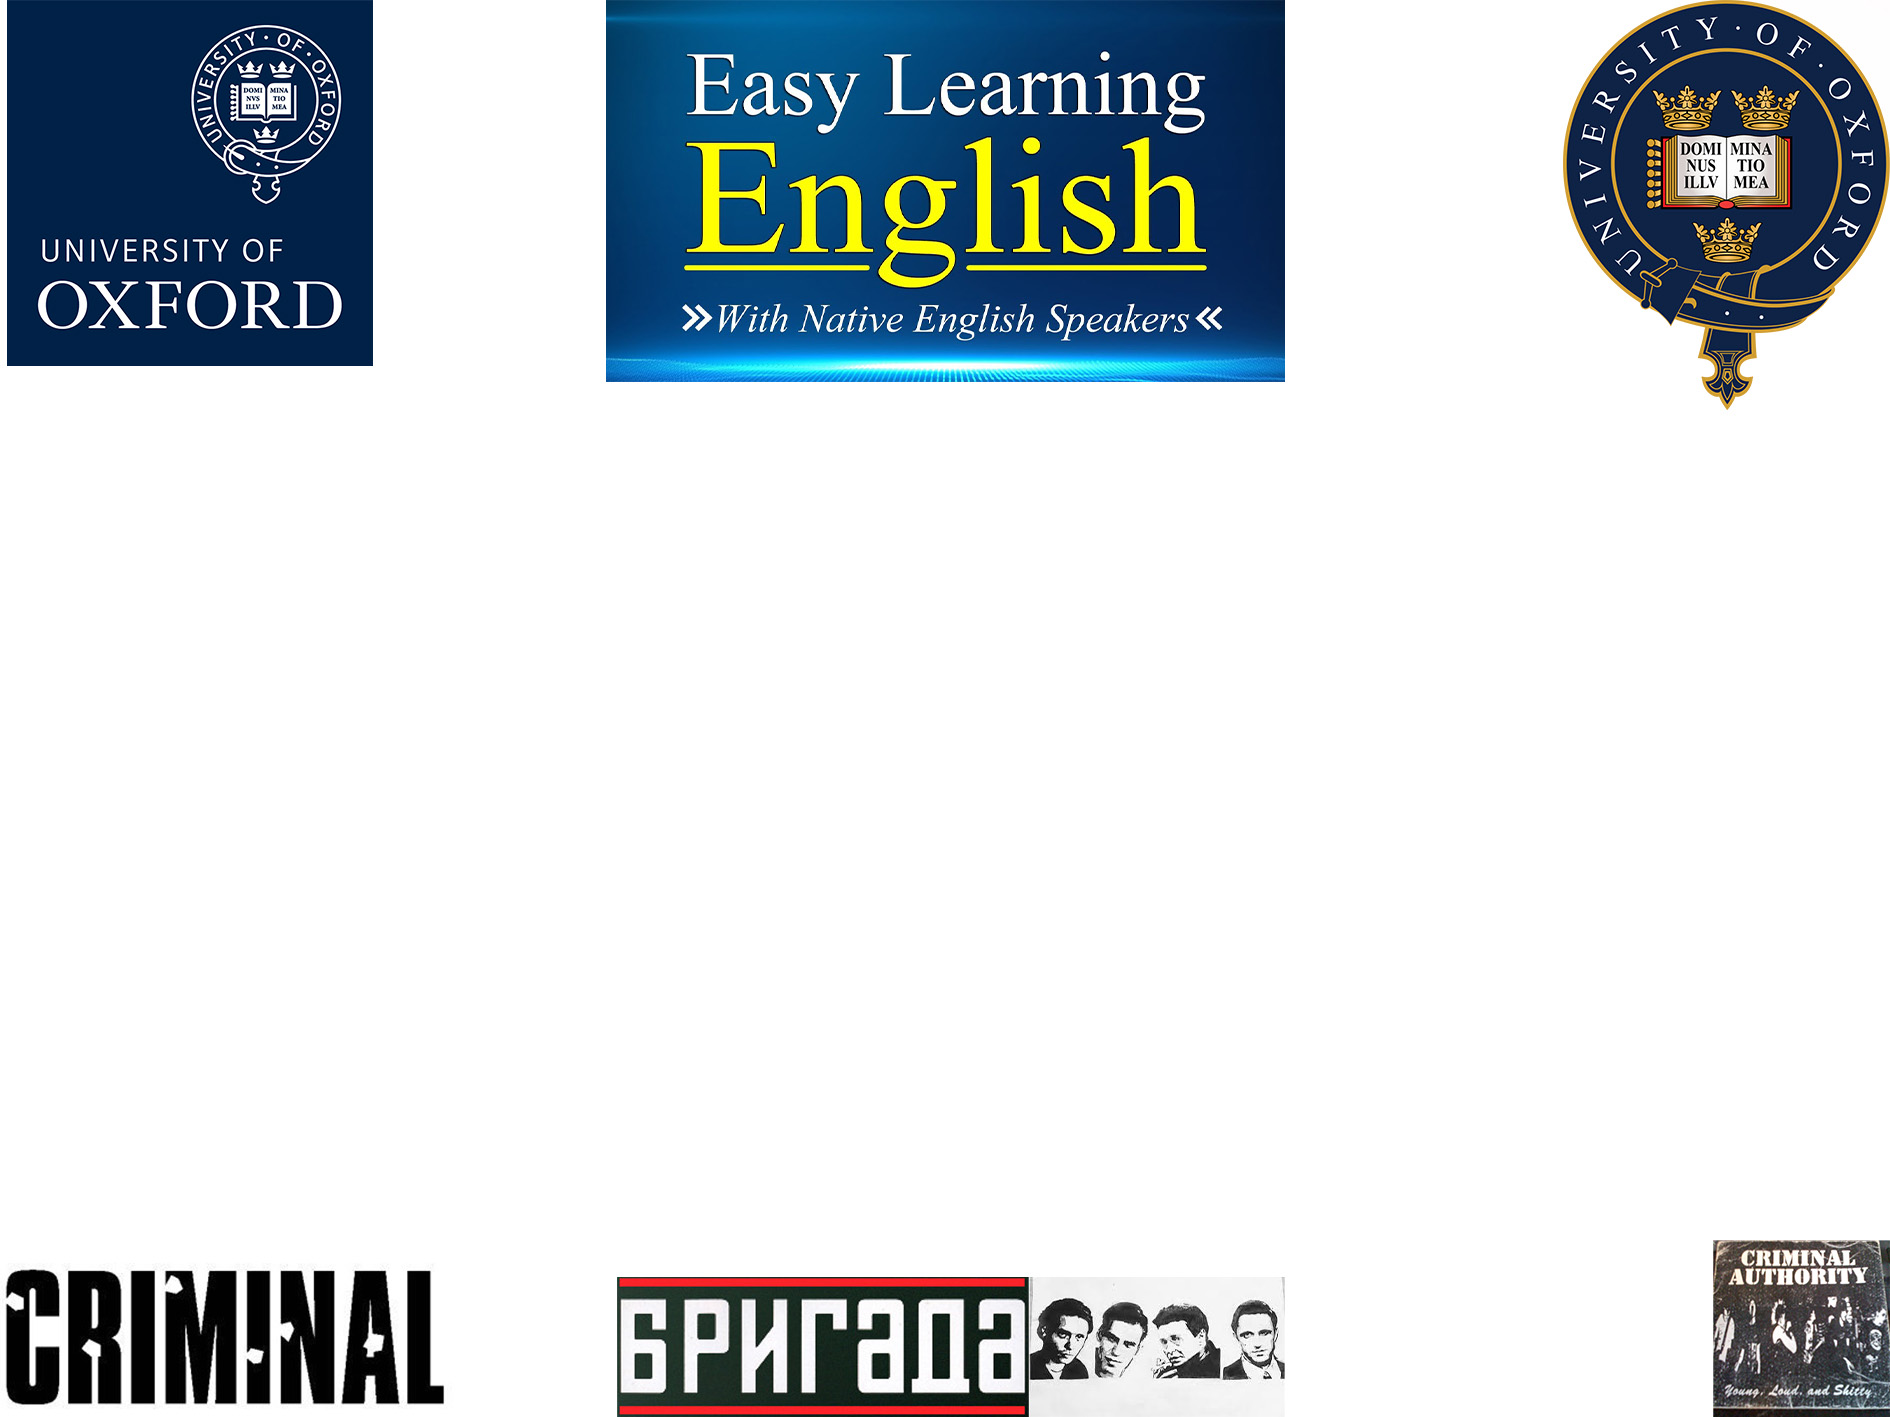 UNIVERSITY · OF · OXFORD
DOMI MINA
NVS TIO
ILLV MEA
UNIVERSITY OF
OXFORD
Easy Learning
English
With Native English Speakers
UNIVERSITY · OF · OXFORD
DOMI MINA
NUS TIO
ILLV MEA
CRIMINAL
БРИГАДА
CRIMINAL
AUTHORITY
Young, Loud, and Shitty